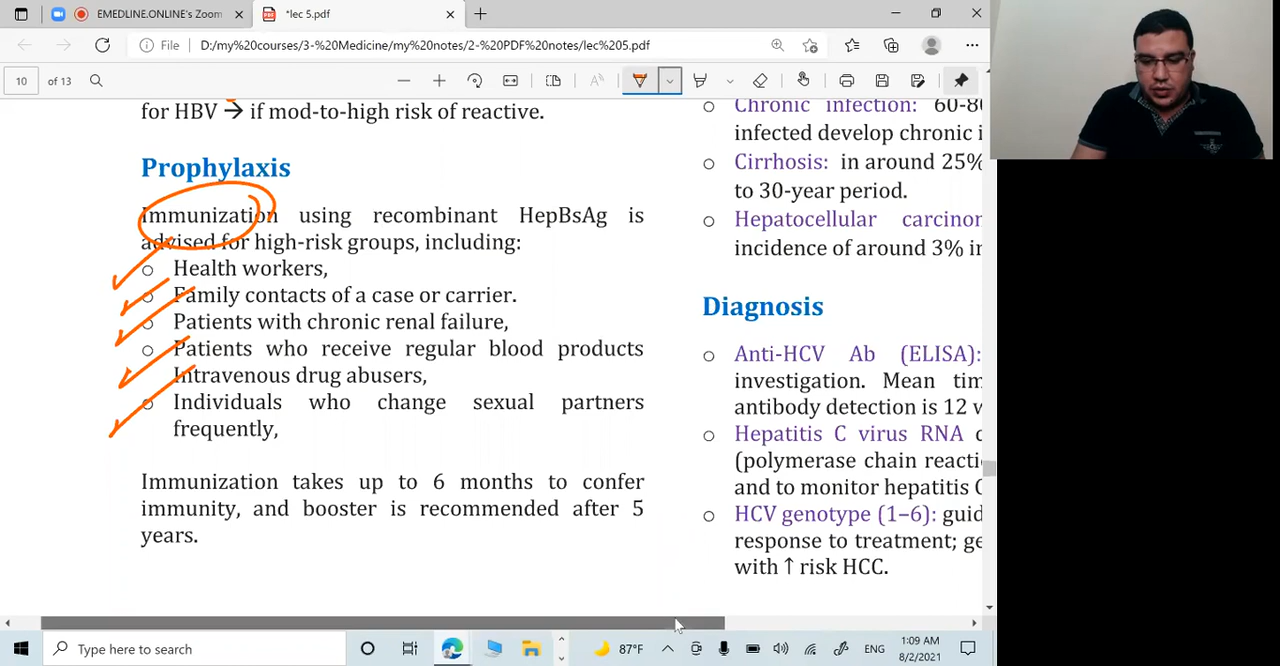 EMEDLINE.ONLINE's Zoom
*lec 5.pdf
File
D:/my%20courses/3-%20Medicine/my%20notes/2-%20PDF%20notes/lec%205.pdf
10
of 13
for HBV → if mod-to-high risk of reactive.
Prophylaxis
Immunization using recombinant HepBsAg is
advised for high-risk groups, including:
Health workers,
Family contacts of a case or carrier.
Patients with chronic renal failure,
Patients who receive regular blood products
Intravenous drug abusers,
Individuals who change sexual partners
frequently,
Immunization takes up to 6 months to confer
immunity, and booster is recommended after 5
years.
Chronic infection: 60-80
infected develop chronic i
Cirrhosis: in around 25%
to 30-year period.
Hepatocellular carcinon
incidence of around 3% in
Diagnosis
Anti-HCV Ab (ELISA):
investigation. Mean tim
antibody detection is 12 w
Hepatitis C virus RNA
(polymerase chain reacti
and to monitor hepatitis C
HCV genotype (1–6): guid
response to treatment; ge
with ↑ risk HCC.
Type here to search
87°F
ENG
1:09 AM
8/2/2021